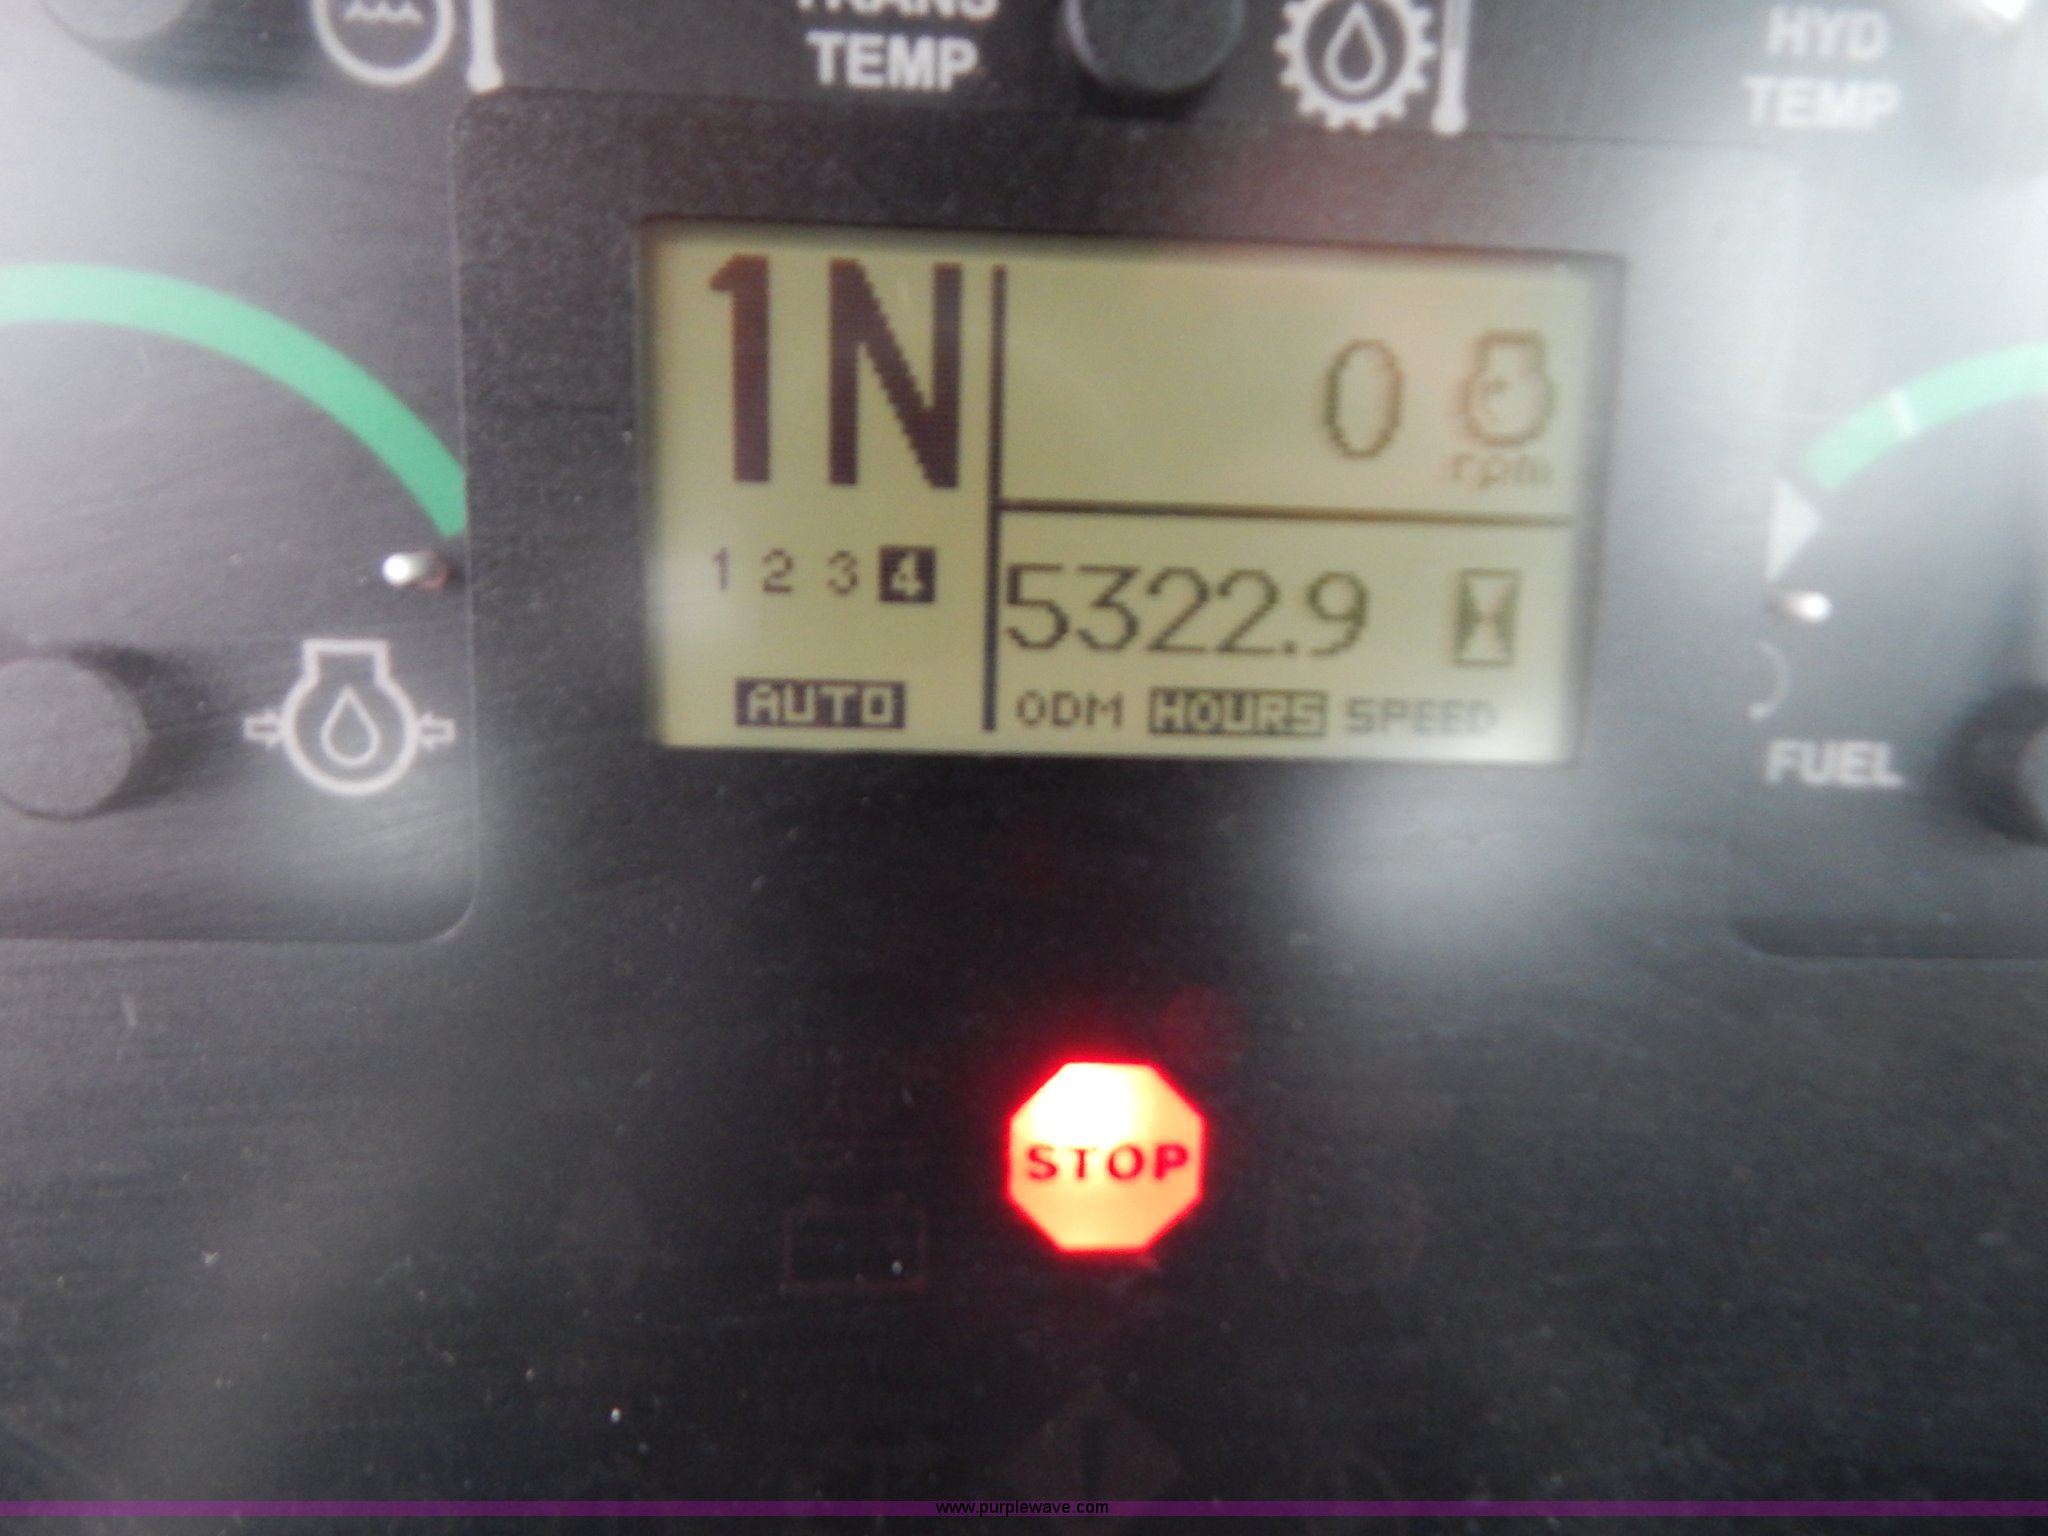 TRANS
TEMP
HYD
TEMP
1N
0
rpm
1 2 3 4
5322.9
AUTO
ODM HOURS SPEED
FUEL
STOP
www.purplewave.com